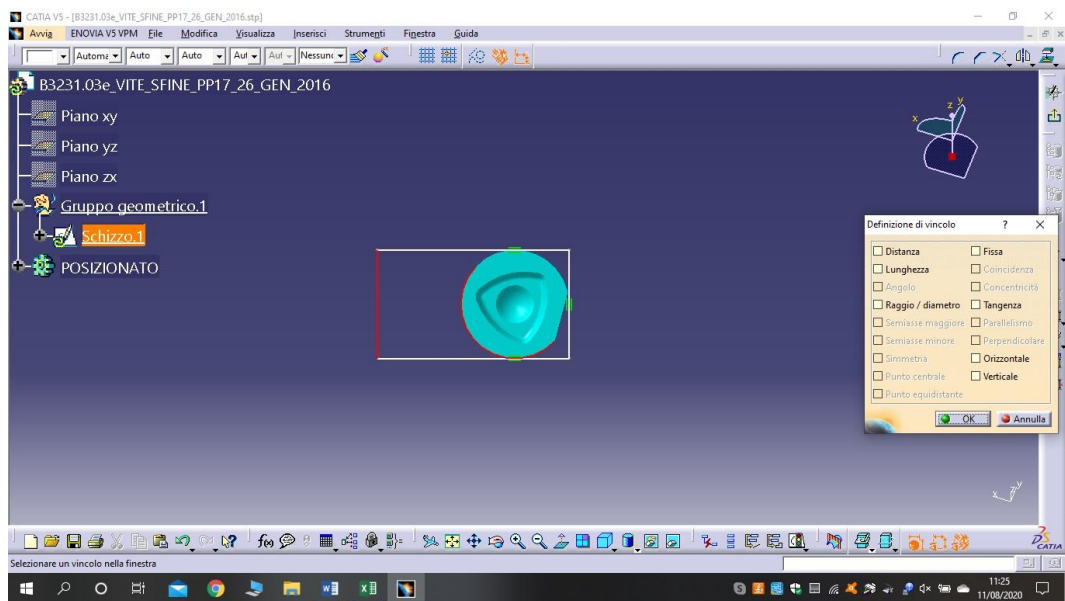 CATIA V5 - [B3231.03e_VITE_SFINE_PP17_26_GEN_2016.stp]
Avvia ENOVIA V5 VPM File Modifica Visualizza Inserisci Strumenti Finestra Guida
Automa Auto Auto Aut Aut Nessuno
B3231.03e_VITE_SFINE_PP17_26_GEN_2016
Piano xy
Piano yz
Piano zx
Gruppo geometrico.1
Schizzo.1
POSIZIONATO
z y
x
Definizione di vincolo ? X
Distanza Fissa
Lunghezza Coincidenza
Angolo Concentricità
Raggio / diametro Tangenza
Semiasse maggiore Parallelismo
Semiasse minore Perpendicolare
Simmetria Orizzontale
Punto centrale Verticale
Punto equidistante
OK Annulla
x z y
CATIA
Selezionare un vincolo nella finestra
11:25
11/08/2020